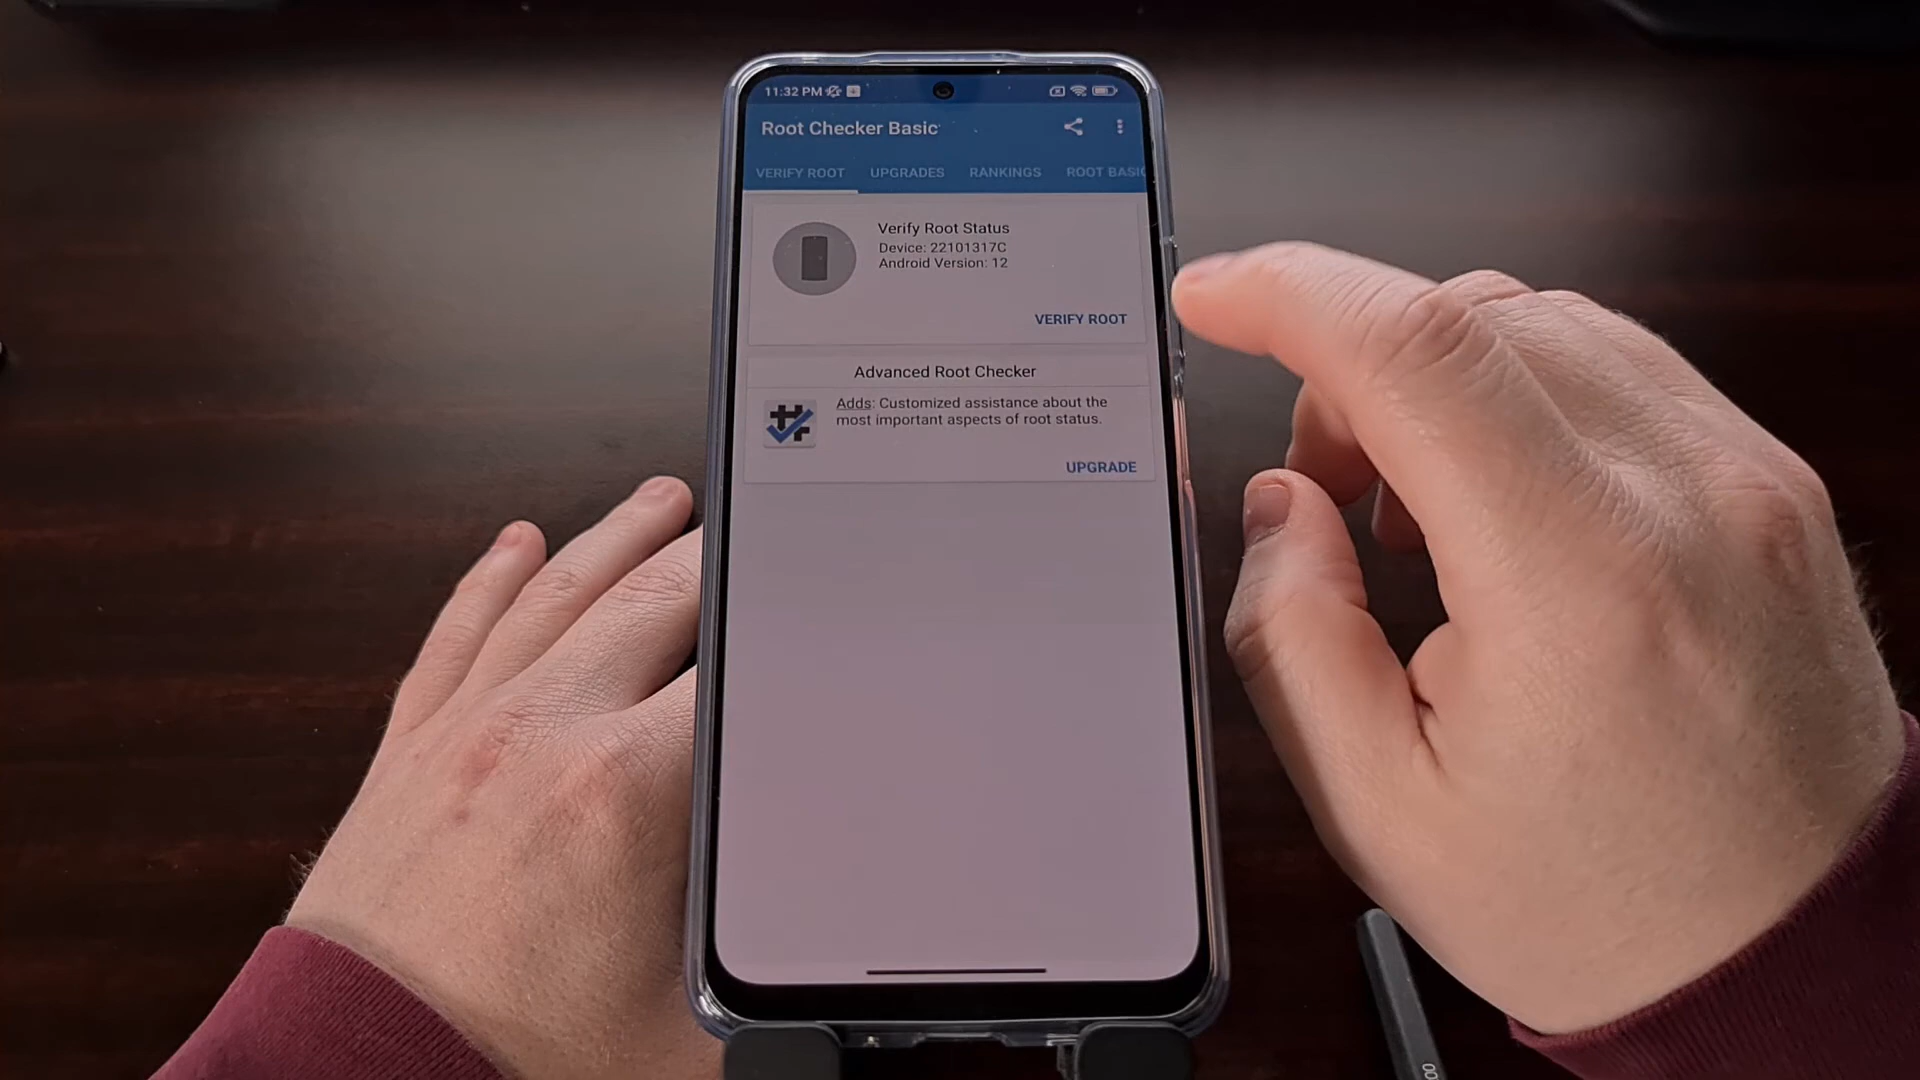 11:32 PM
Root Checker Basic
VERIFY ROOT UPGRADES RANKINGS ROOT BASIC
Verify Root Status
Device: 22101317C
Android Version: 12
VERIFY ROOT
Advanced Root Checker
Adds: Customized assistance about the
most important aspects of root status.
UPGRADE
00